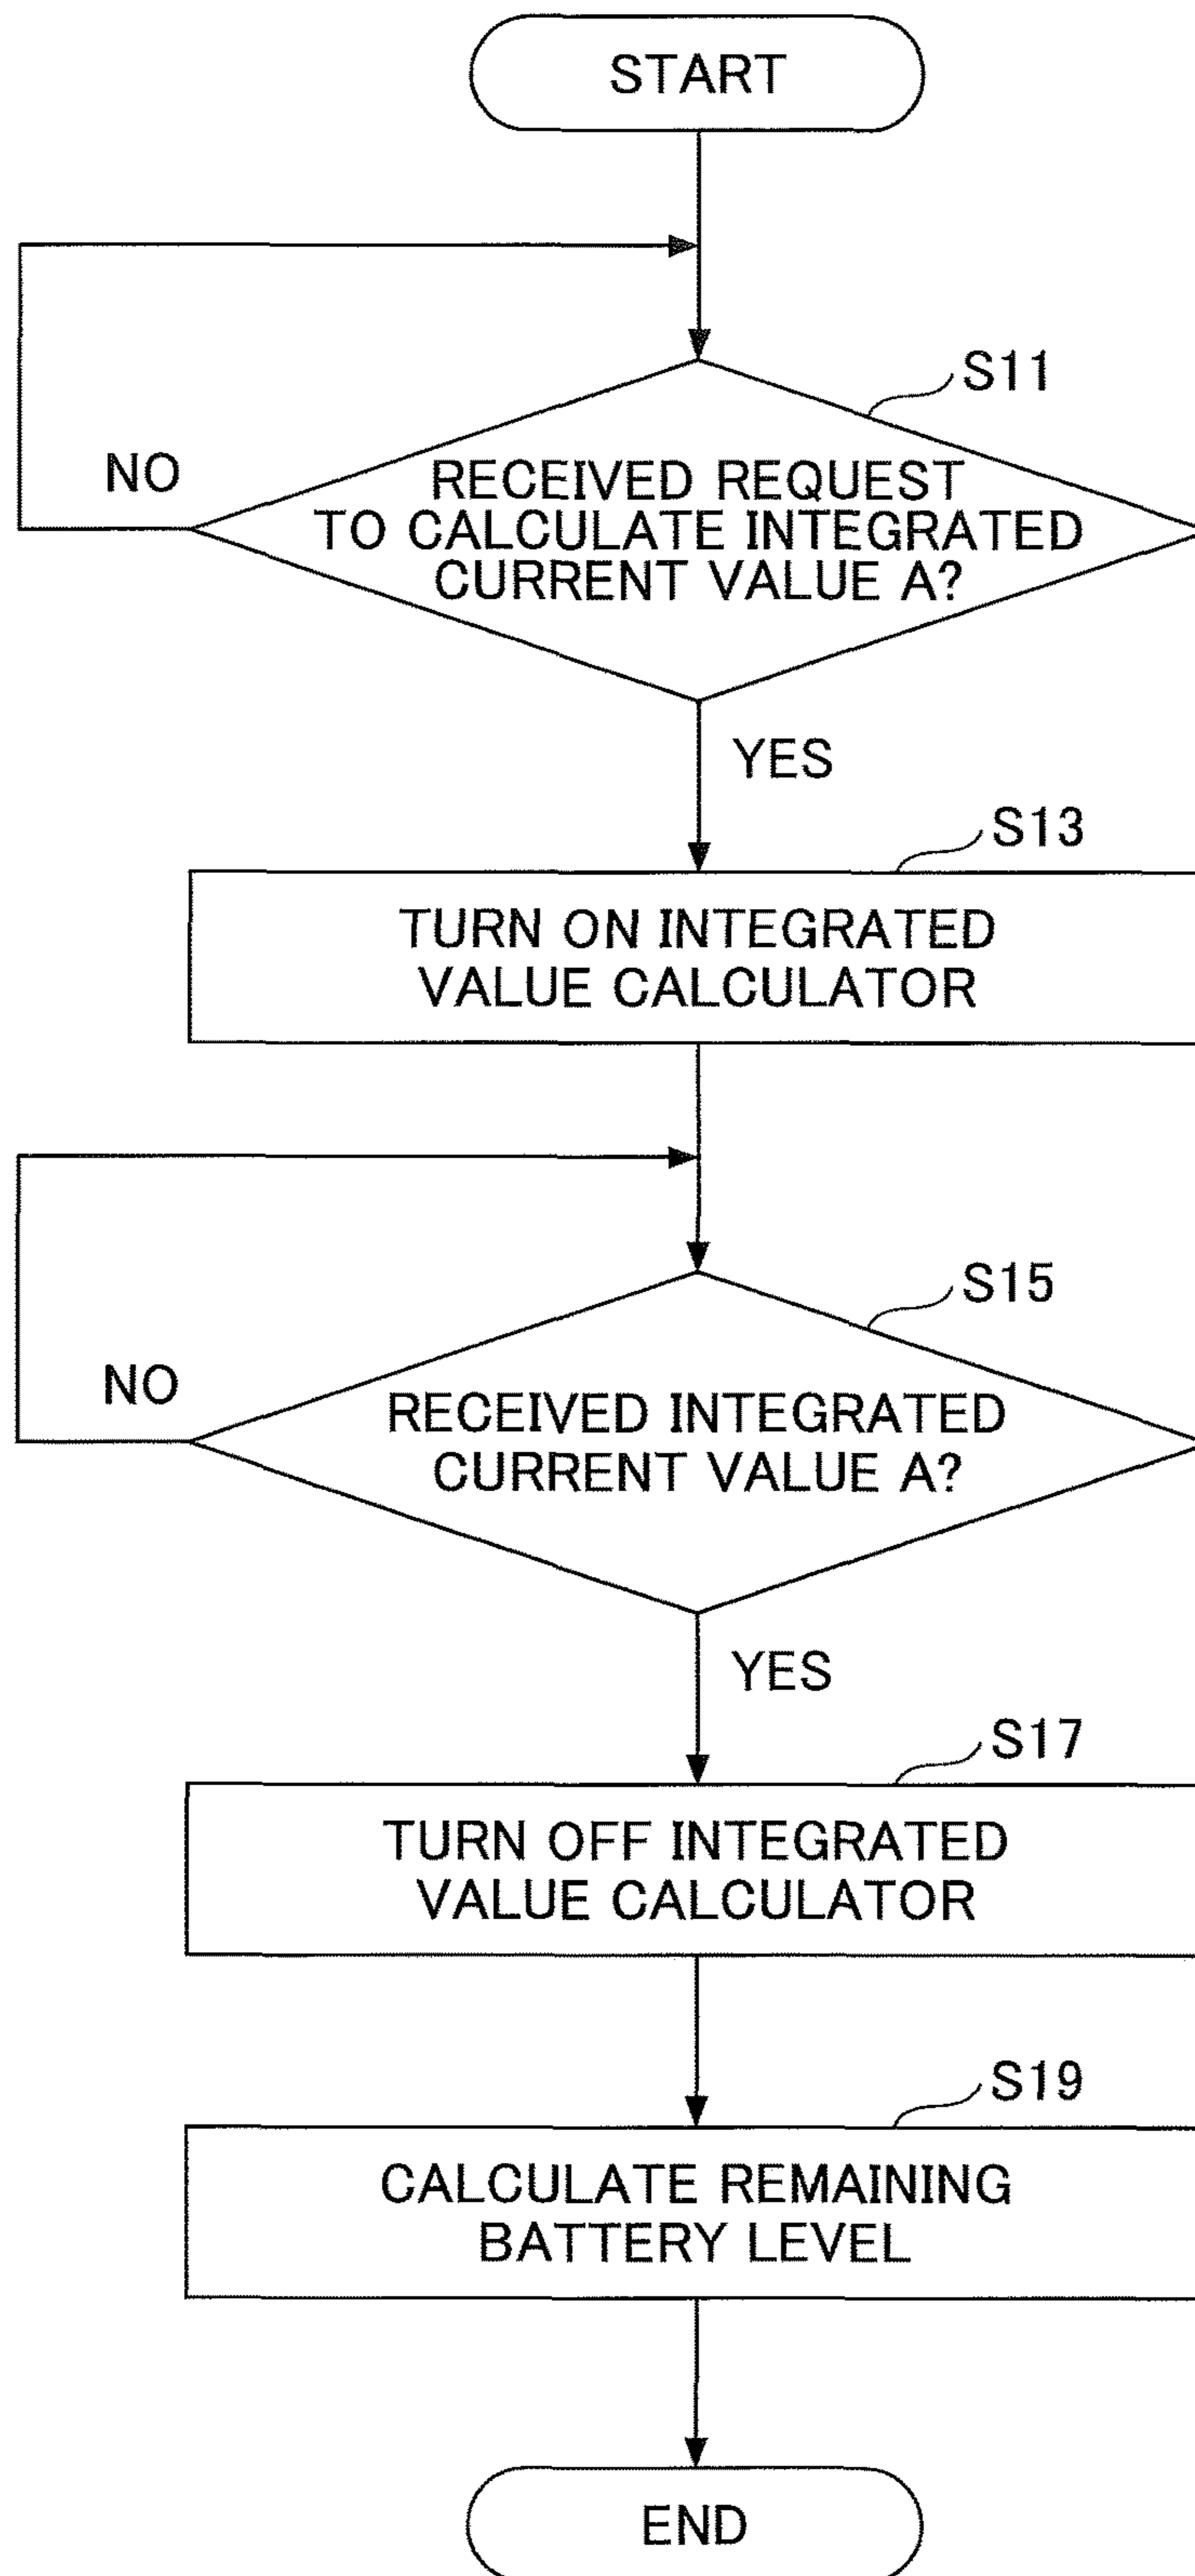 START
S11
NO
RECEIVED REQUEST
TO CALCULATE INTEGRATED
CURRENT VALUE A?
YES
S13
TURN ON INTEGRATED
VALUE CALCULATOR
S15
NO
RECEIVED INTEGRATED
CURRENT VALUE A?
YES
S17
TURN OFF INTEGRATED
VALUE CALCULATOR
S19
CALCULATE REMAINING
BATTERY LEVEL
END